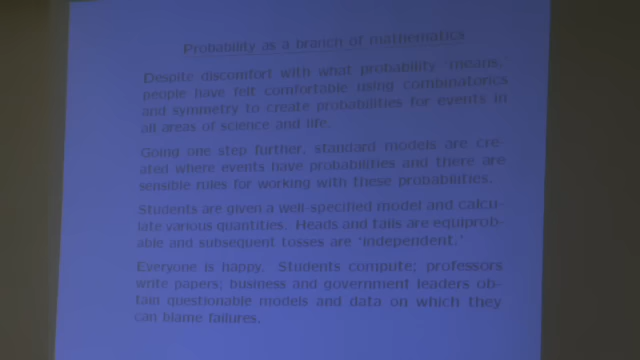 Probability as a branch of mathematics
Despite discomfort with what probability 'means,
people have felt comfortable using combinatorics
and symmetry to create probabilities for events in
all areas of science and life.
Going one step further, standard models are cre-
ated where events have probabilities and there are
sensible rules for working with these probabilities.
Students are given a well-specified model and calcu-
late various quantities. Heads and tails are equiprob-
able and subsequent tosses are 'independent.'
Everyone is happy. Students compute; professors
write papers; business and government leaders ob-
tain questionable models and data on which they
can blame failures.